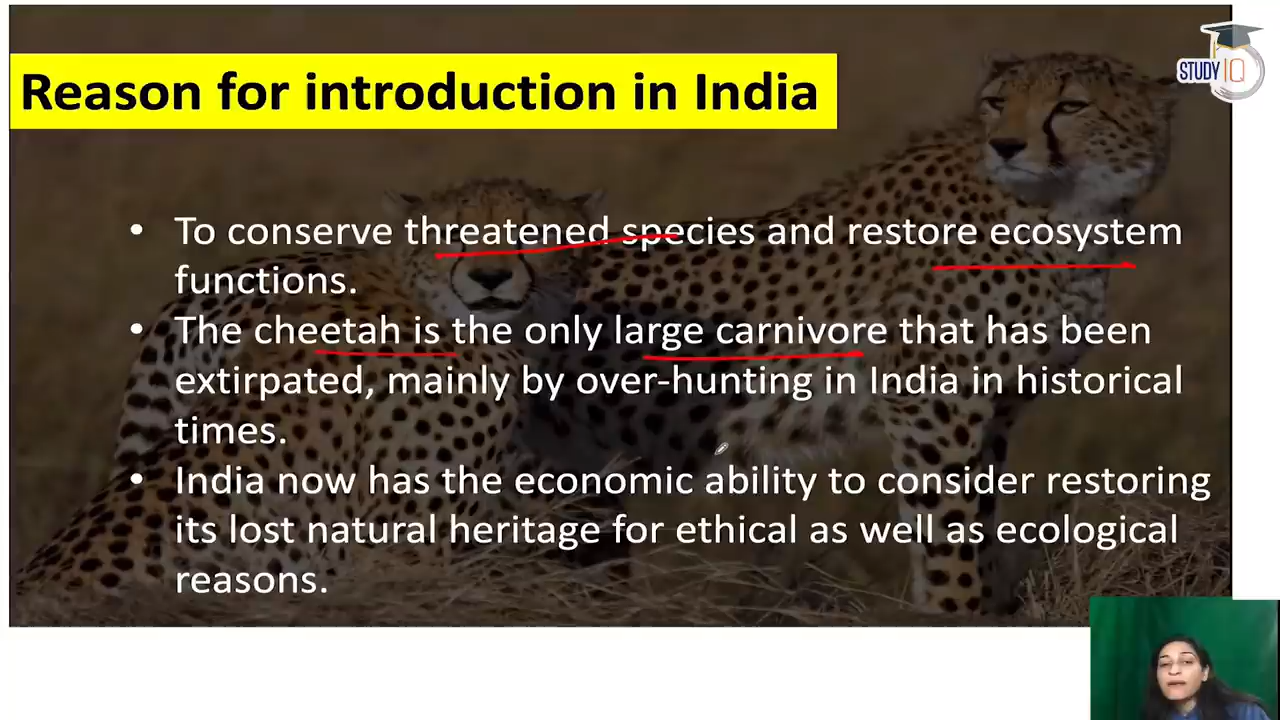 STUDY IQ
Reason for introduction in India
• To conserve threatened species and restore ecosystem
functions.
• The cheetah is the only large carnivore that has been
extirpated, mainly by over-hunting in India in historical
times.
• India now has the economic ability to consider restoring
its lost natural heritage for ethical as well as ecological
reasons.